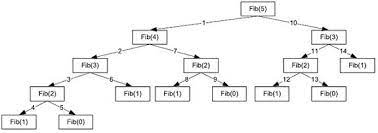 Fib(5)
1 10
Fib(4) Fib(3)
2 7 11 14
Fib(3) Fib(2) Fib(2) Fib(1)
3 6 8 9 12 13
Fib(2) Fib(1) Fib(1) Fib(0) Fib(1) Fib(0)
4 5
Fib(1) Fib(0)